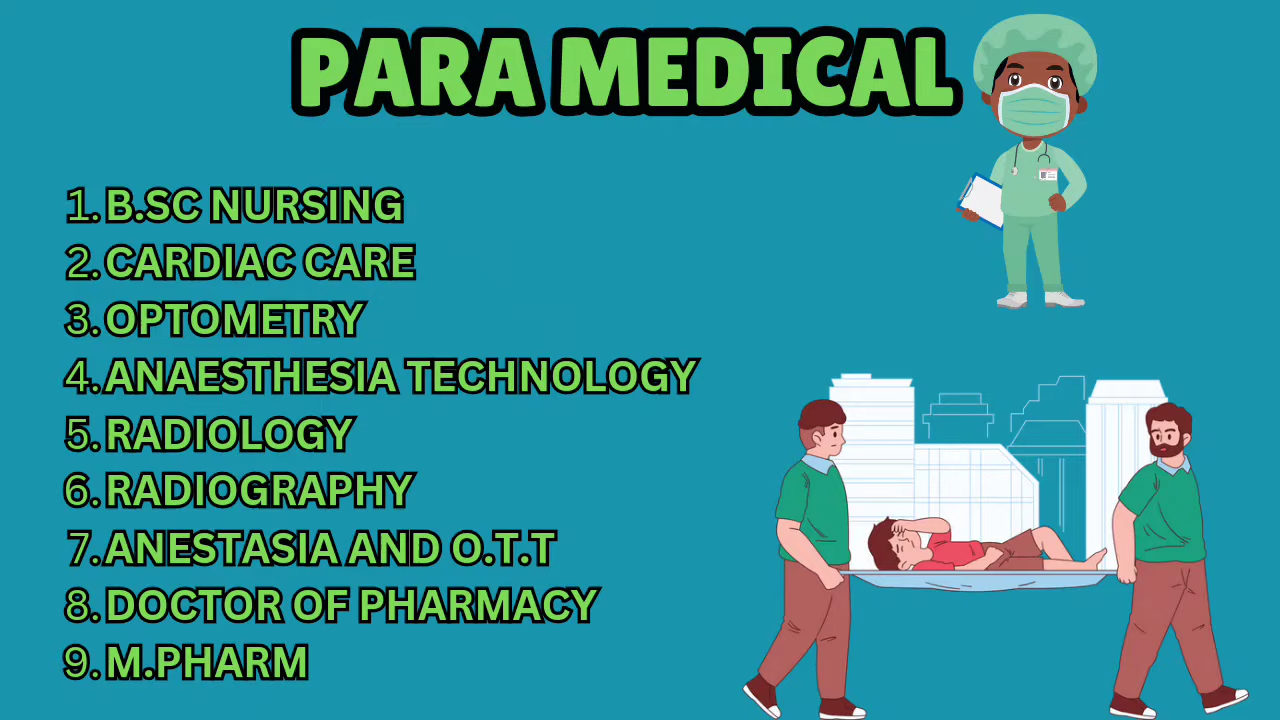 PARA MEDICAL
1. B.SC NURSING
2. CARDIAC CARE
3. OPTOMETRY
4. ANAESTHESIA TECHNOLOGY
5. RADIOLOGY
6. RADIOGRAPHY
7. ANESTASIA AND O.T.T
8. DOCTOR OF PHARMACY
9. M.PHARM